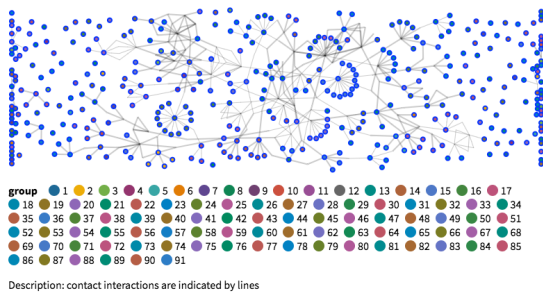 group 1 2 3 4 5 6 7 8 9 10 11 12 13 14 15 16 17
18 19 20 21 22 23 24 25 26 27 28 29 30 31 32 33 34
35 36 37 38 39 40 41 42 43 44 45 46 47 48 49 50 51
52 53 54 55 56 57 58 59 60 61 62 63 64 65 66 67 68
69 70 71 72 73 74 75 76 77 78 79 80 81 82 83 84 85
86 87 88 89 90 91
Description: contact interactions are indicated by lines